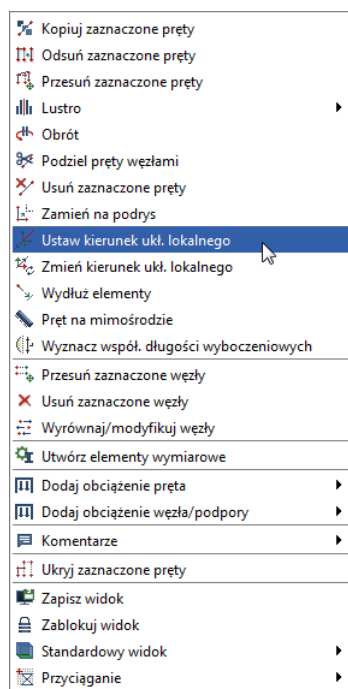 Kopiuj zaznaczone pręty
Odsuń zaznaczone pręty
Przesuń zaznaczone pręty
Lustro
Obrót
Podziel pręty węzłami
Usuń zaznaczone pręty
Zamień na podrys
Ustaw kierunek ukł. lokalnego
Zmień kierunek ukł. lokalnego
Wydłuż elementy
Pręt na mimośrodzie
Wyznacz współ. długości wyboczeniowych
Przesuń zaznaczone węzły
Usuń zaznaczone węzły
Wyrównaj/modyfikuj węzły
Utwórz elementy wymiarowe
Dodaj obciążenie pręta
Dodaj obciążenie węzła/podpory
Komentarze
Ukryj zaznaczone pręty
Zapisz widok
Zablokuj widok
Standardowy widok
Przyciąganie